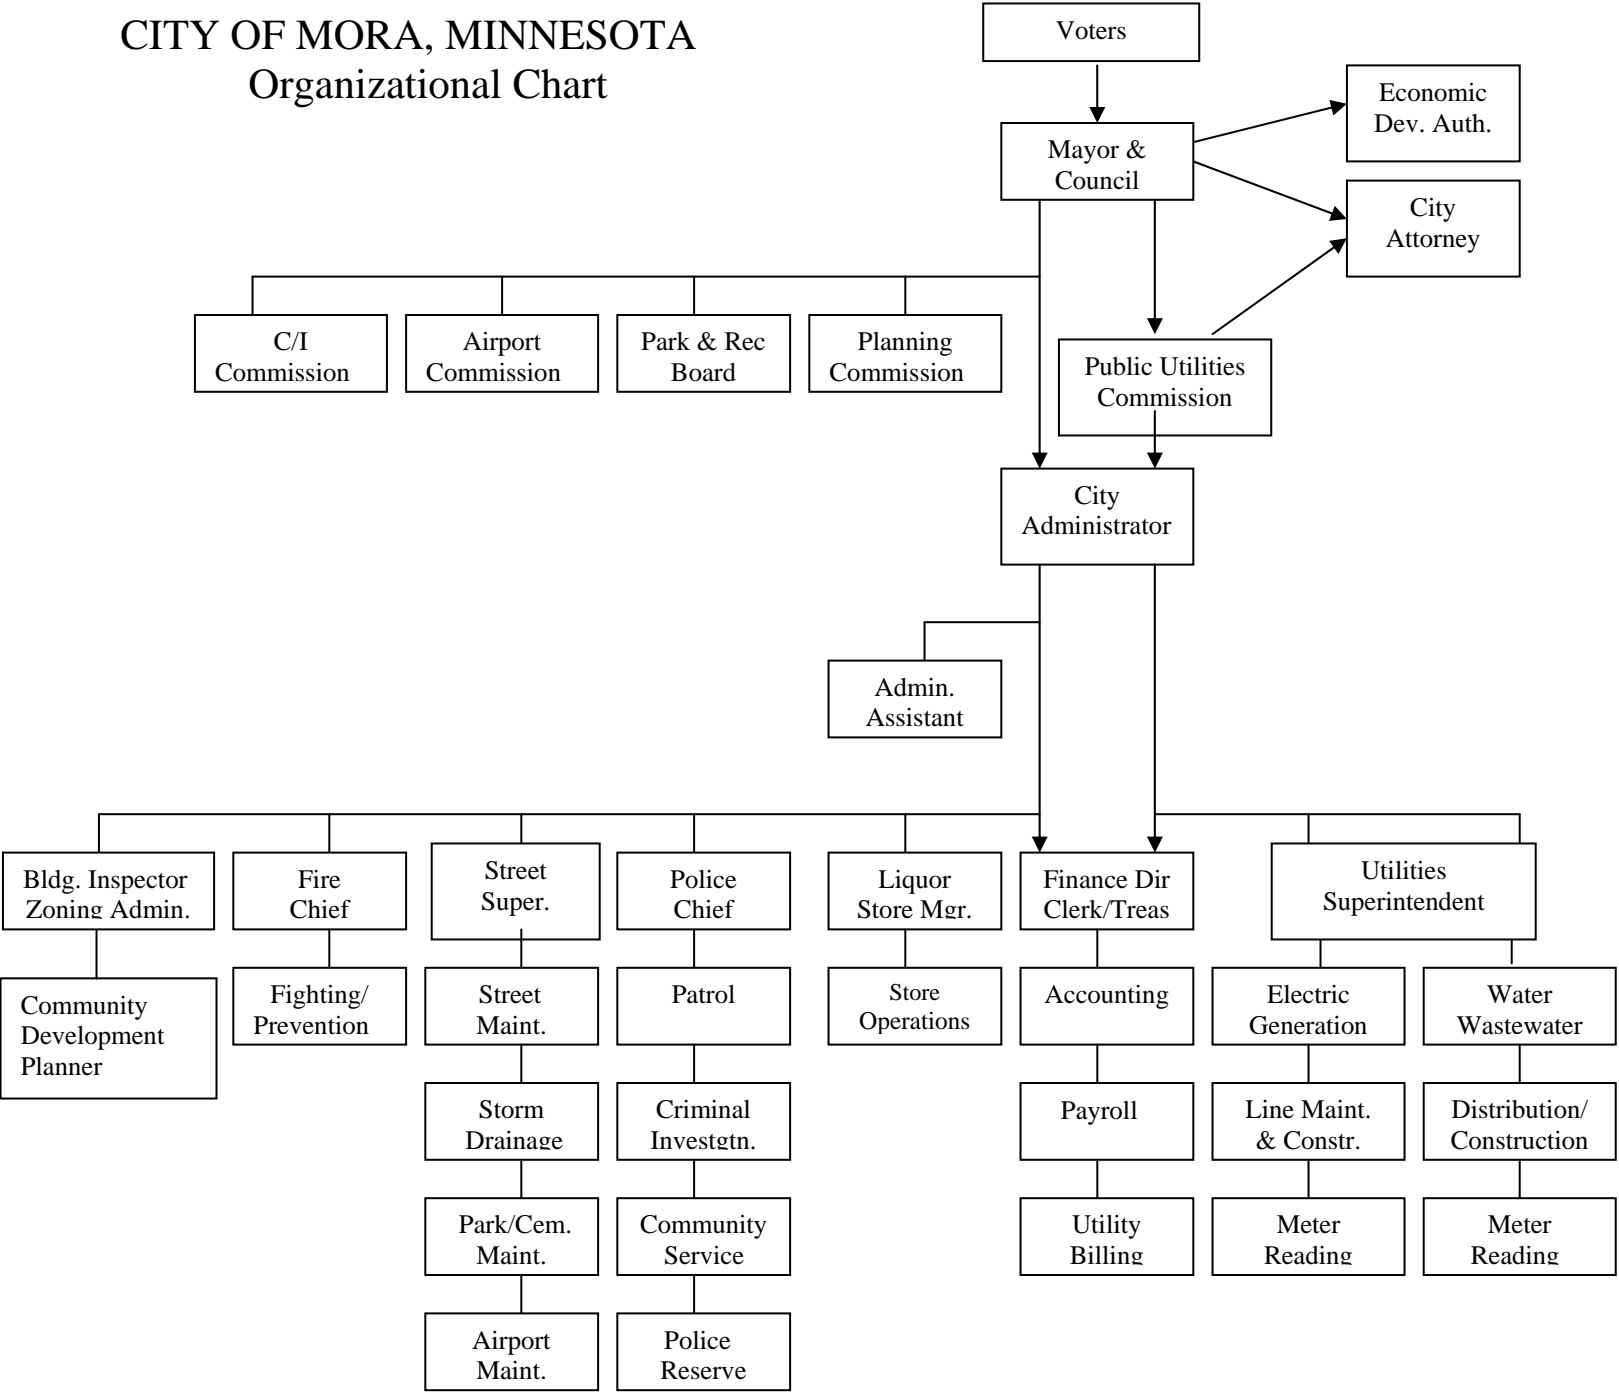 CITY OF MORA, MINNESOTA
Organizational Chart
Voters
Economic
Dev. Auth.
Mayor &
Council
City
Attorney
C/I
Commission
Airport
Commission
Park & Rec
Board
Planning
Commission
Public Utilities
Commission
City
Administrator
Admin.
Assistant
Bldg. Inspector
Zoning Admin.
Fire
Chief
Street
Super.
Police
Chief
Liquor
Store Mgr.
Finance Dir
Clerk/Treas
Utilities
Superintendent
Community
Development
Planner
Fighting/
Prevention
Street
Maint.
Patrol
Store
Operations
Accounting
Electric
Generation
Water
Wastewater
Storm
Drainage
Criminal
Investgtn.
Payroll
Line Maint.
& Constr.
Distribution/
Construction
Park/Cem.
Maint.
Community
Service
Utility
Billing
Meter
Reading
Meter
Reading
Airport
Maint.
Police
Reserve